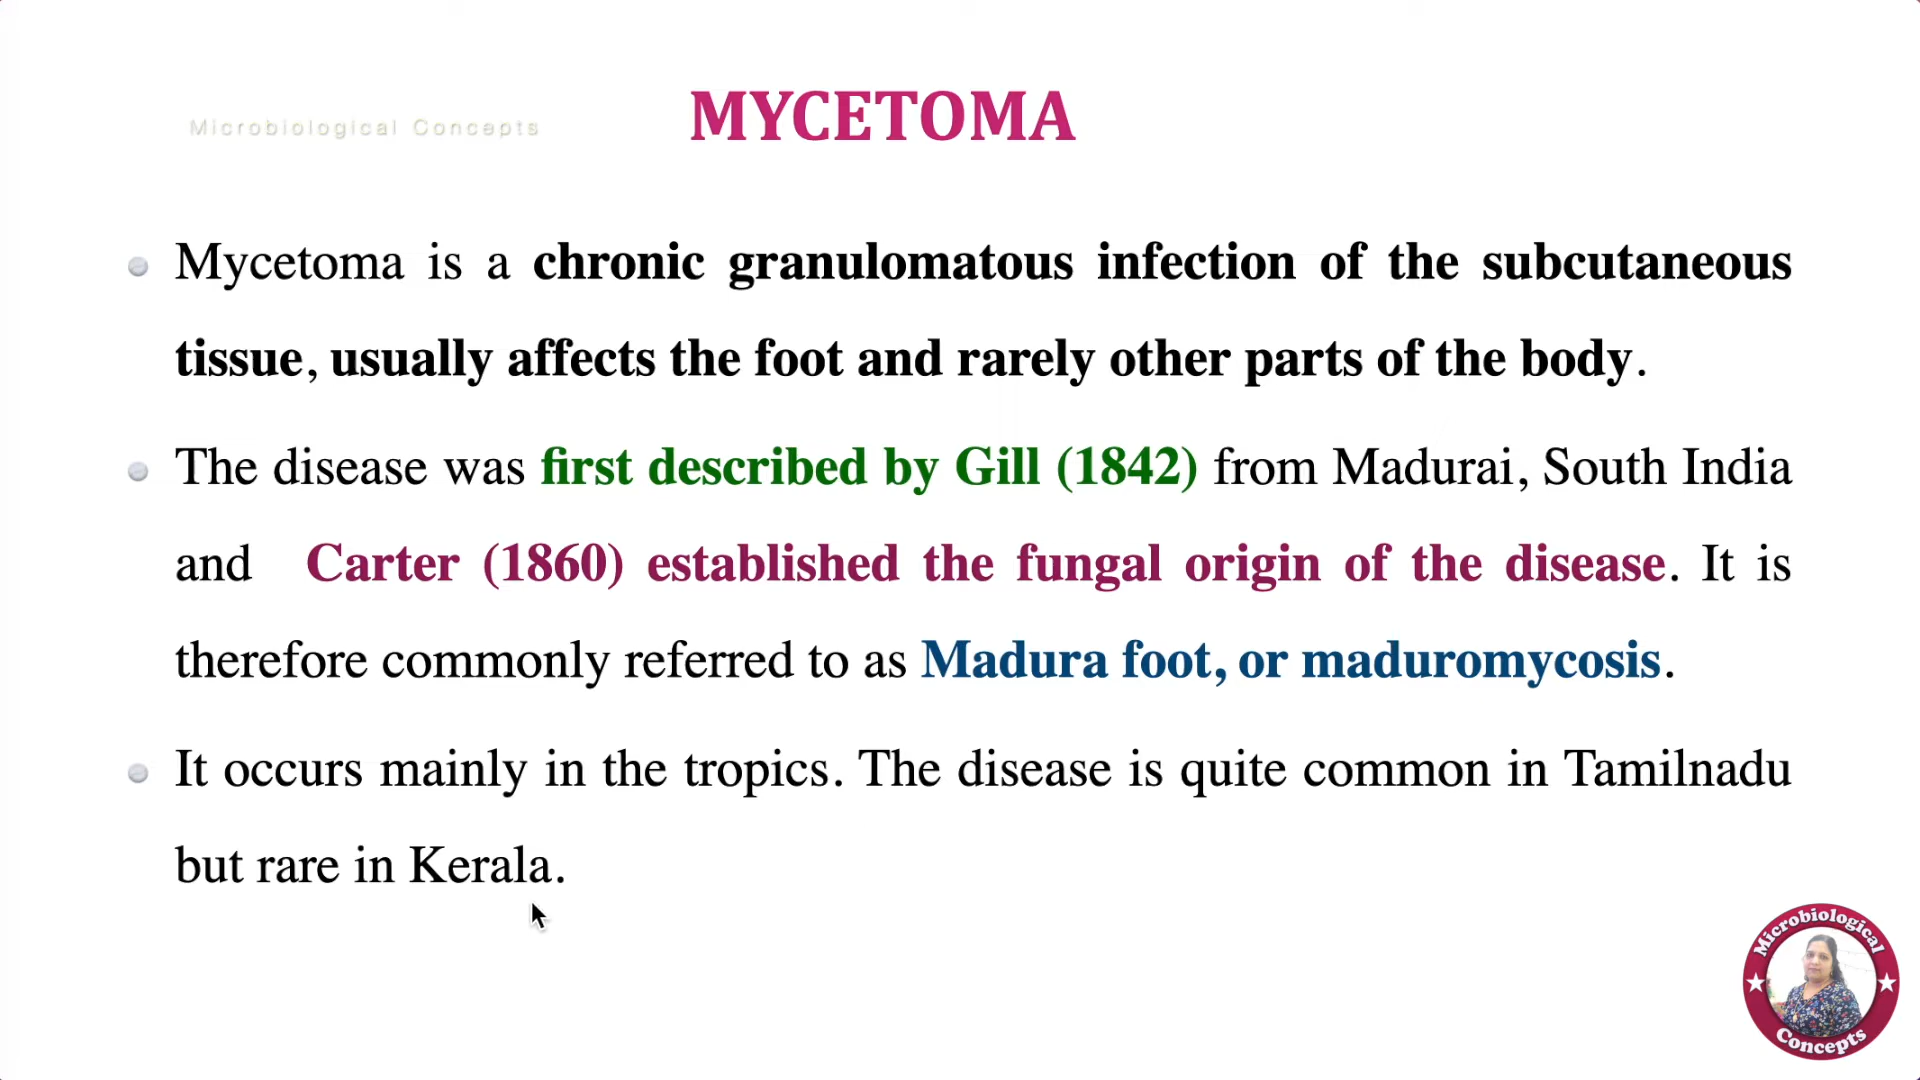 Microbiological Concepts
MYCETOMA
Mycetoma is a chronic granulomatous infection of the subcutaneous
tissue, usually affects the foot and rarely other parts of the body.
The disease was first described by Gill (1842) from Madurai, South India
and Carter (1860) established the fungal origin of the disease. It is
therefore commonly referred to as Madura foot, or maduromycosis.
It occurs mainly in the tropics. The disease is quite common in Tamilnadu
but rare in Kerala.
Microbiological
Concepts